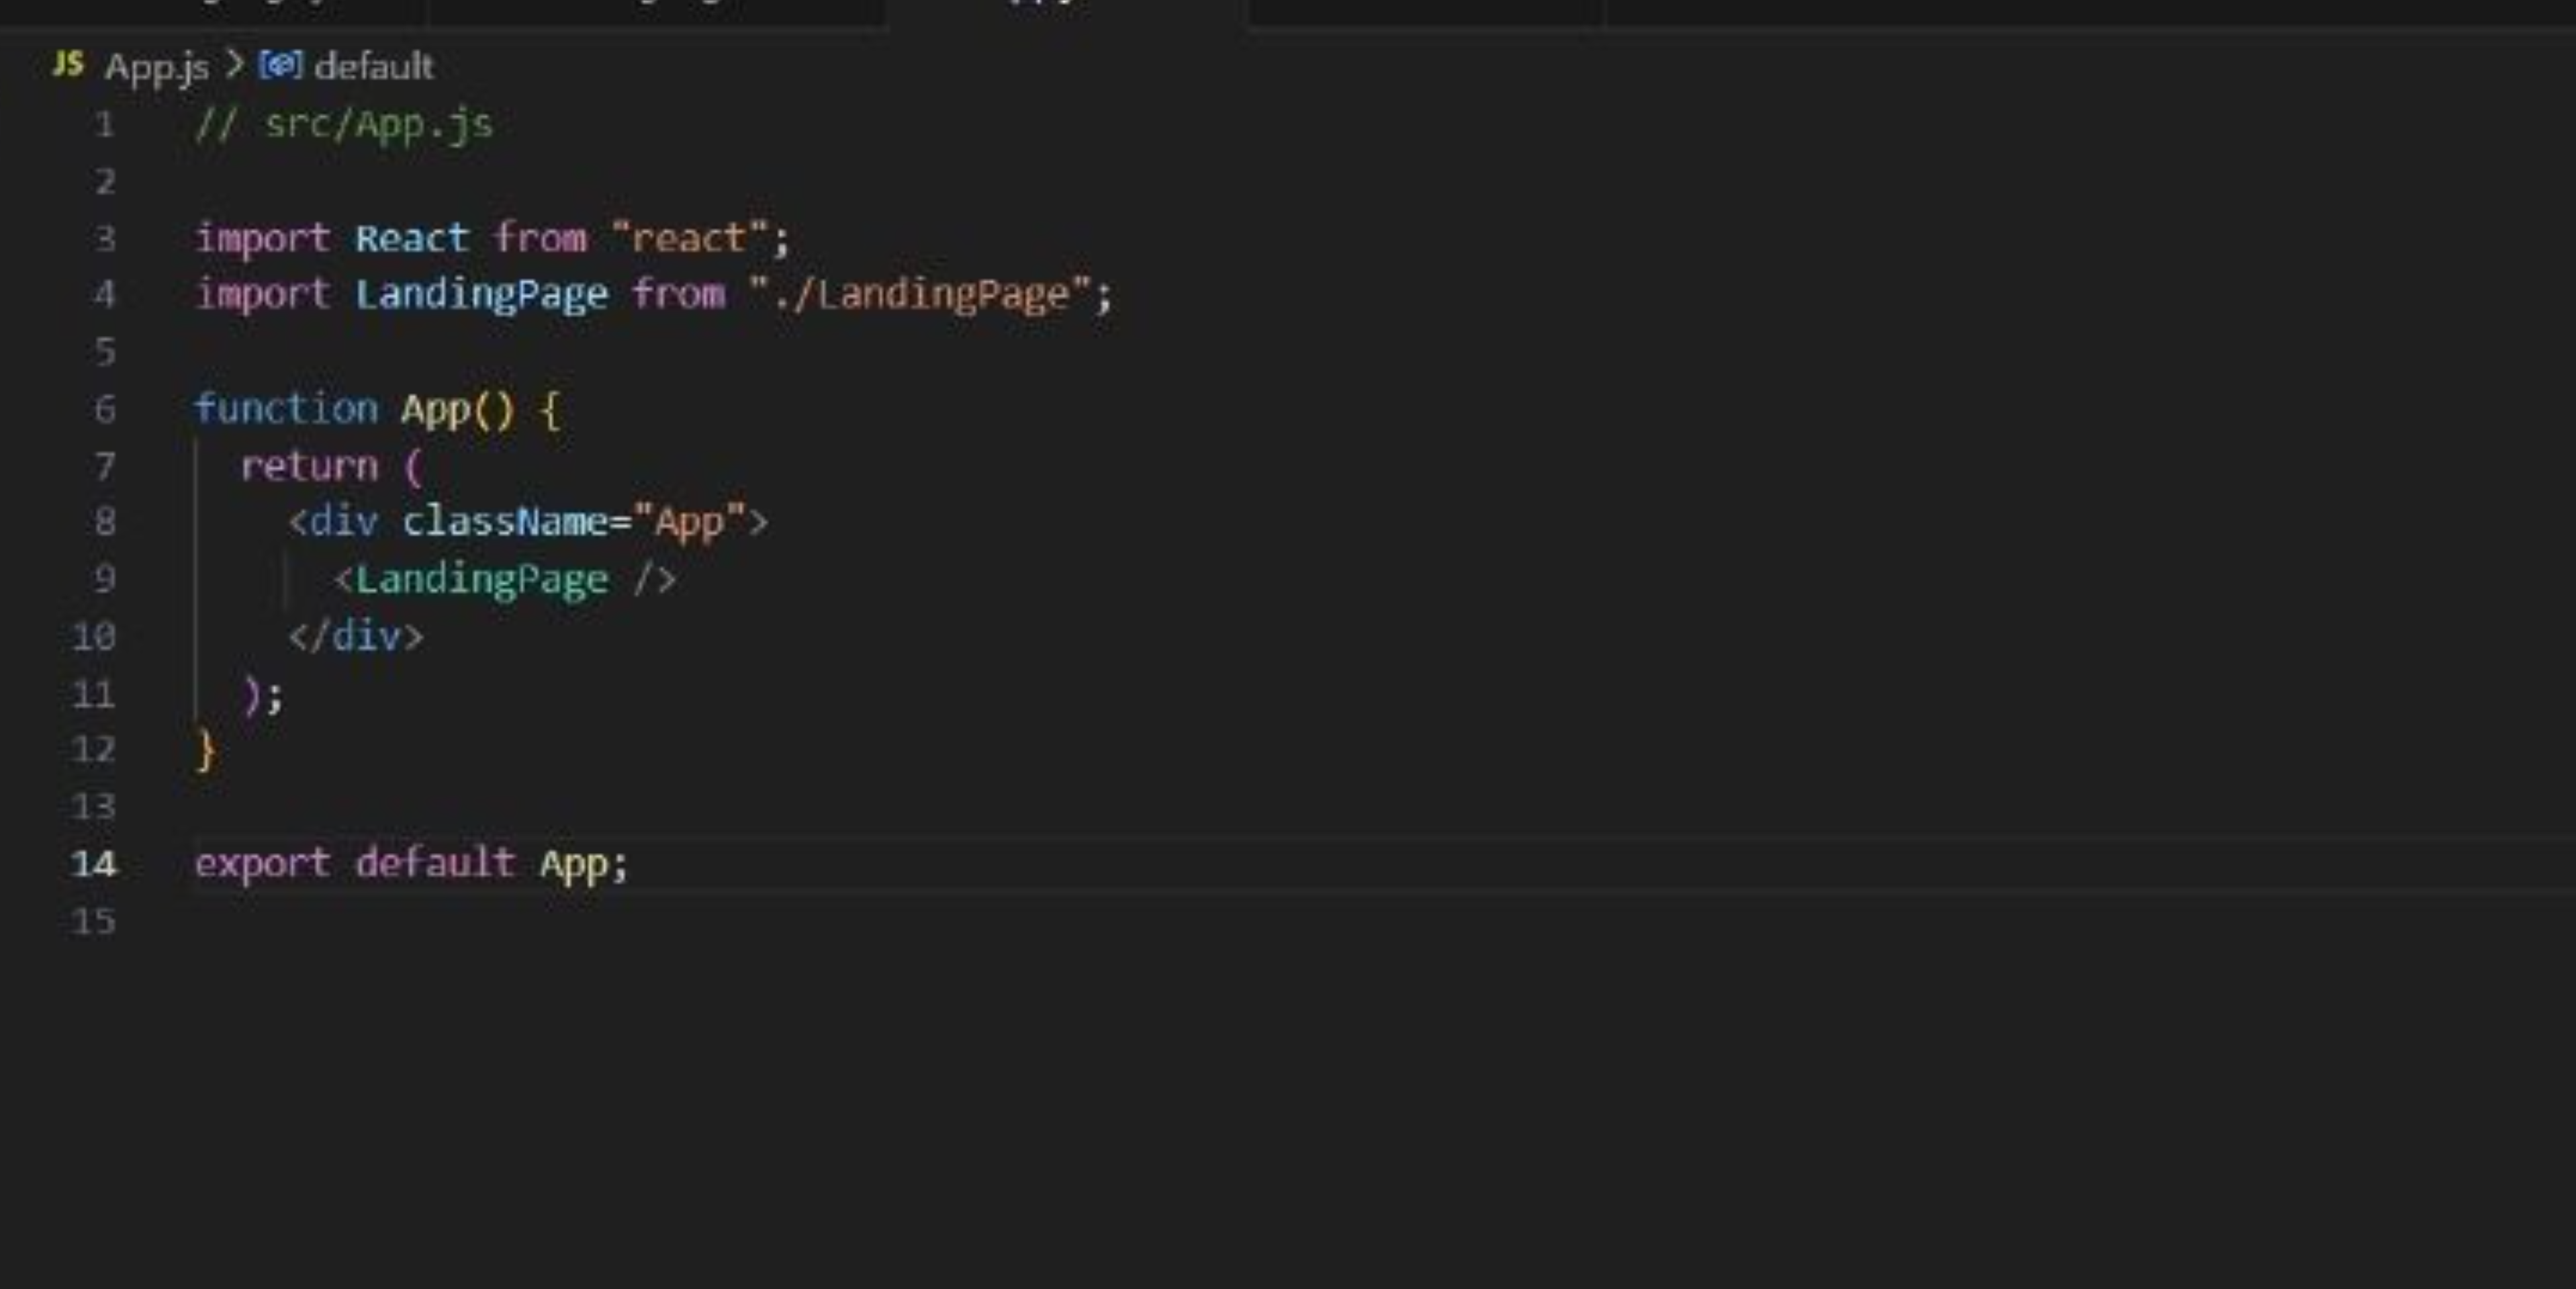 JS App.js > default
1 // src/App.js
2
3 import React from "react";
4 import LandingPage from "./LandingPage";
5
6 function App() {
7   return (
8     <div className="App">
9       <LandingPage />
10     </div>
11   );
12 }
13
14 export default App;
15